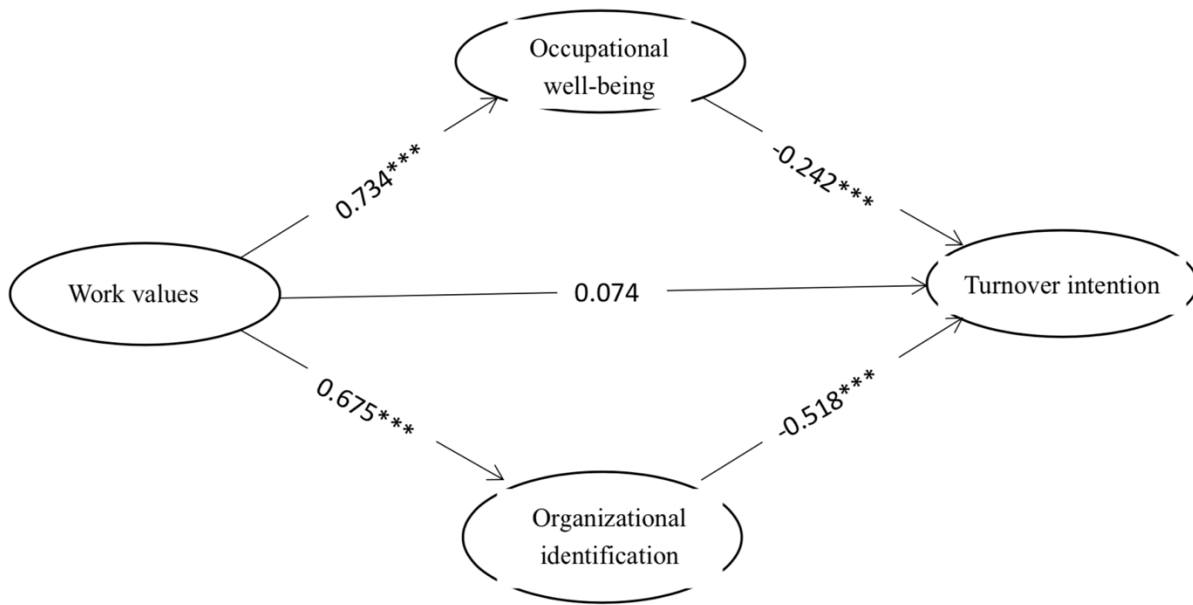 Occupational
well-being
0.734***
-0.242***
Work values
0.074
Turnover intention
0.675***
-0.518***
Organizational
identification